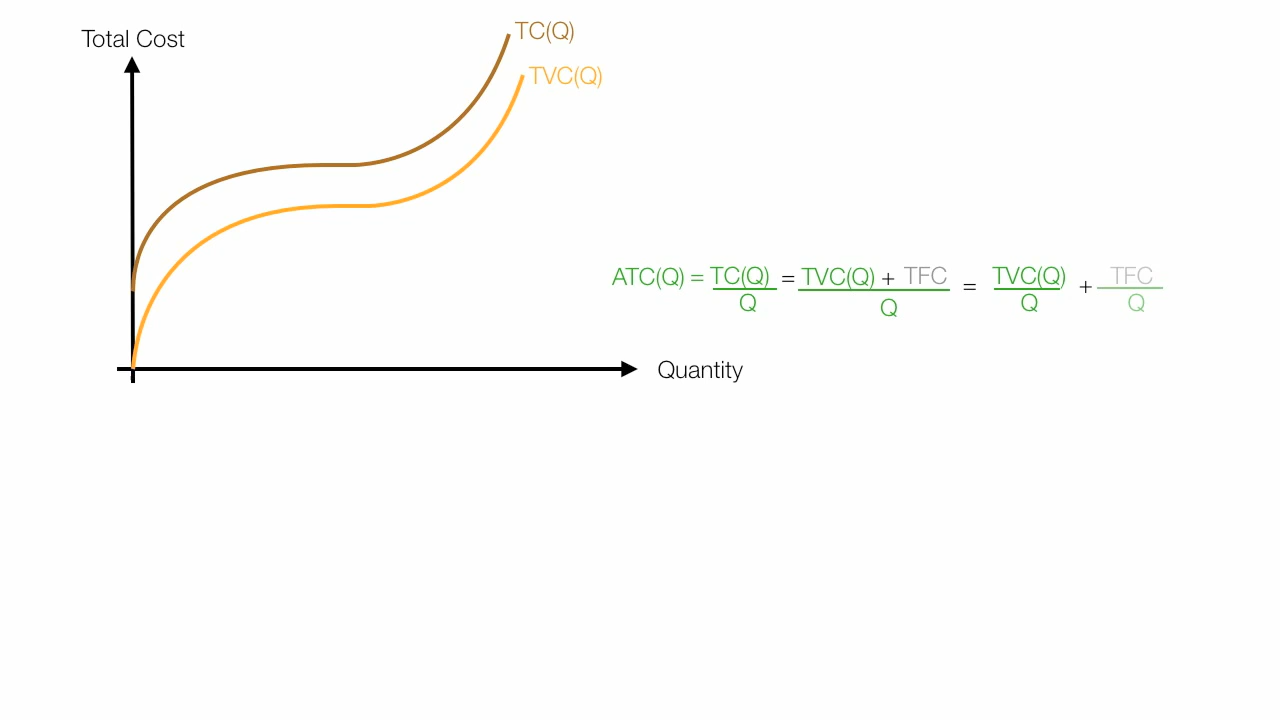 TC(Q)
Total Cost
TVC(Q)
ATC(Q) = TC(Q) / Q = TVC(Q) + TFC / Q = TVC(Q) / Q + TFC / Q
Quantity